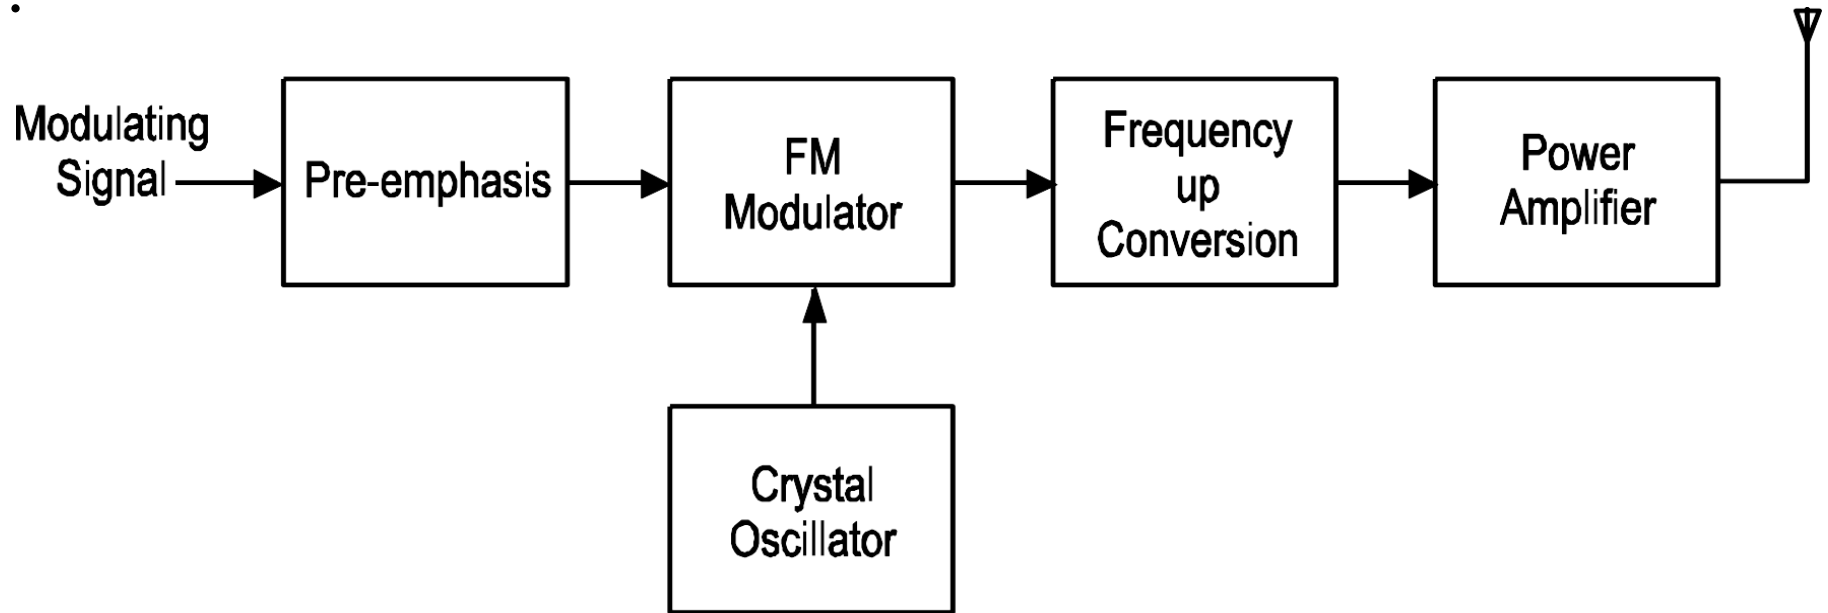 Modulating
Signal
Pre-emphasis
FM
Modulator
Frequency
up
Conversion
Power
Amplifier
Crystal
Oscillator